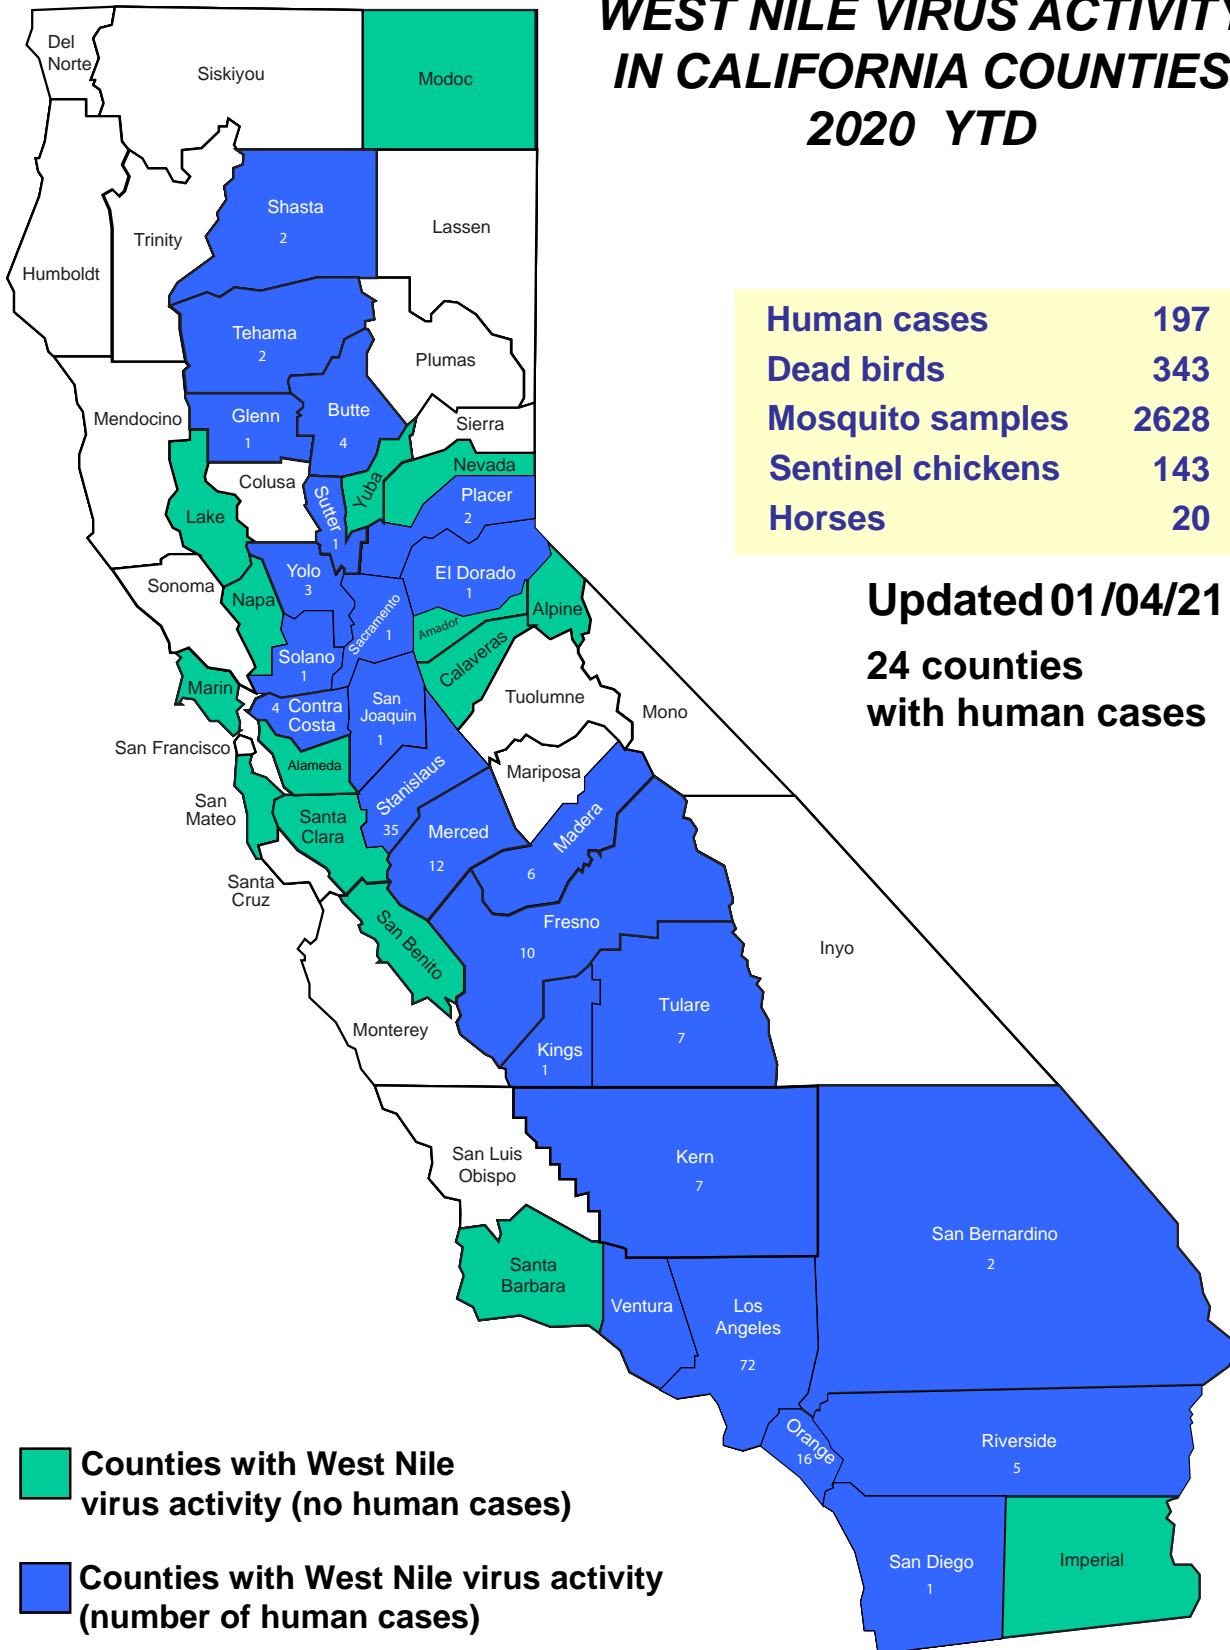 WEST NILE VIRUS ACTIVITY
IN CALIFORNIA COUNTIES
2020 YTD
Del
Norte
Siskiyou
Modoc
Shasta
2
Lassen
Trinity
Humboldt
Human cases 197
Dead birds 343
Mosquito samples 2628
Sentinel chickens 143
Horses 20
Tehama
2
Plumas
Mendocino
Glenn
1
Butte
4
Sierra
Nevada
Colusa
Yuba
Sutter
1
Placer
2
Lake
Yolo
3
El Dorado
1
Sonoma
Napa
Sacramento
1
Amador
Alpine
Updated 01/04/21
24 counties
with human cases
Solano
1
Calaveras
Marin
4 Contra
Costa
San
Joaquin
1
Tuolumne
Mono
San Francisco
Alameda
Stanislaus
35
Mariposa
San
Mateo
Santa
Clara
Merced
12
Madera
6
Santa
Cruz
San Benito
Fresno
10
Inyo
Monterey
Tulare
7
Kings
1
San Luis
Obispo
Kern
7
San Bernardino
2
Santa
Barbara
Ventura
Los
Angeles
72
Orange
16
Riverside
5
Counties with West Nile
virus activity (no human cases)
San Diego
1
Imperial
Counties with West Nile virus activity
(number of human cases)